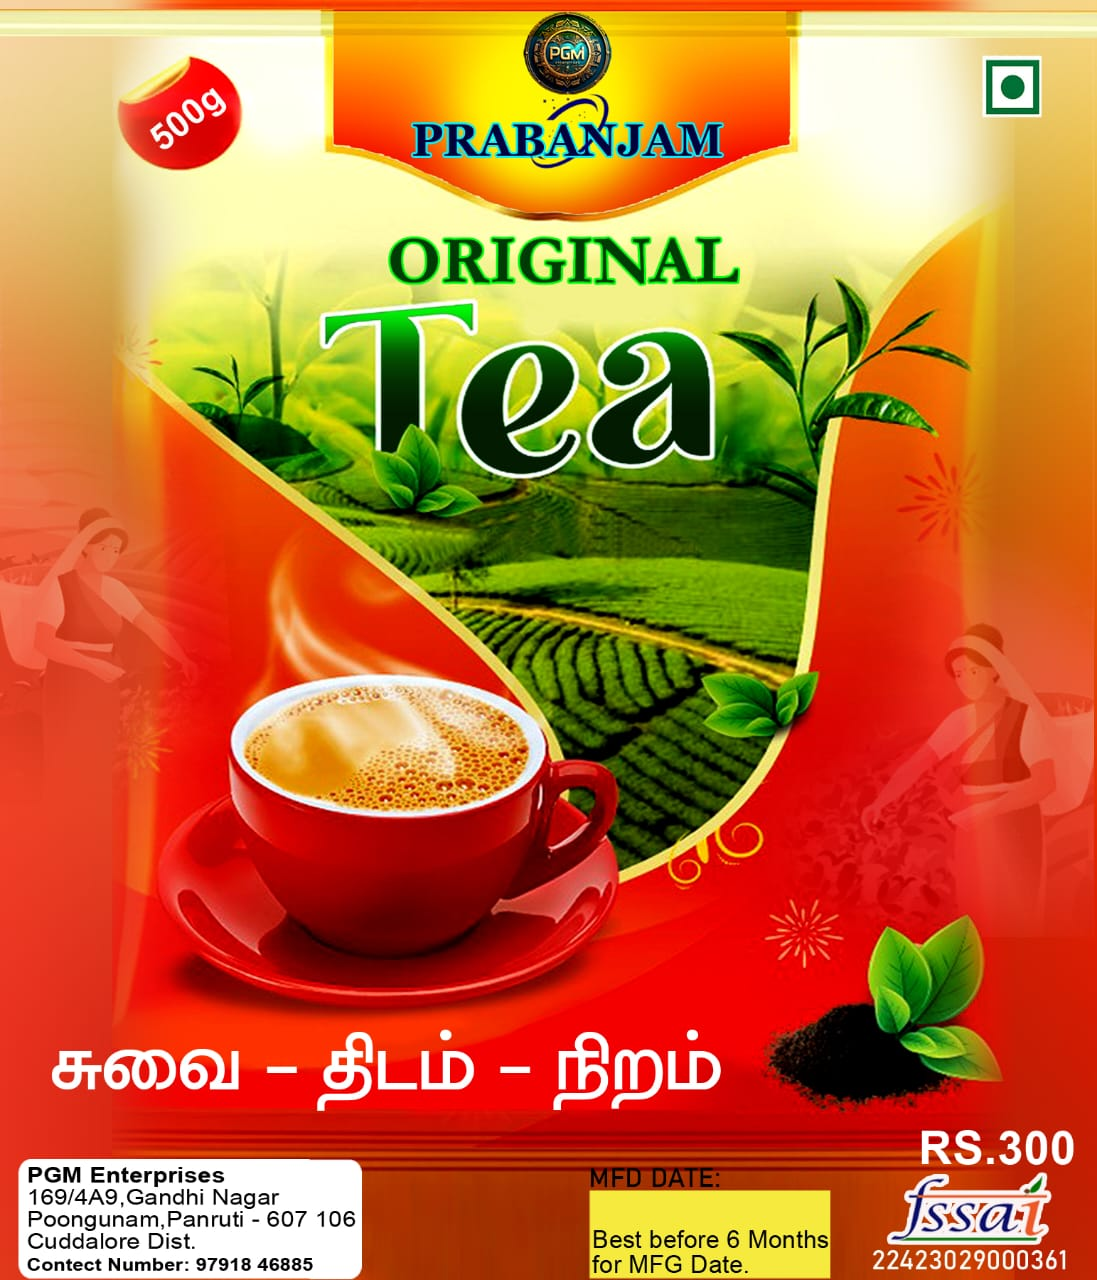 PGM
500g
PRABANJAM
ORIGINAL
Tea
சுவை – திடம் – நிறம்
RS.300
PGM Enterprises
169/4A9,Gandhi Nagar
Poongunam,Panruti - 607 106
Cuddalore Dist.
Contect Number: 97918 46885
MFD DATE:
Best before 6 Months
for MFG Date.
fssai
22423029000361